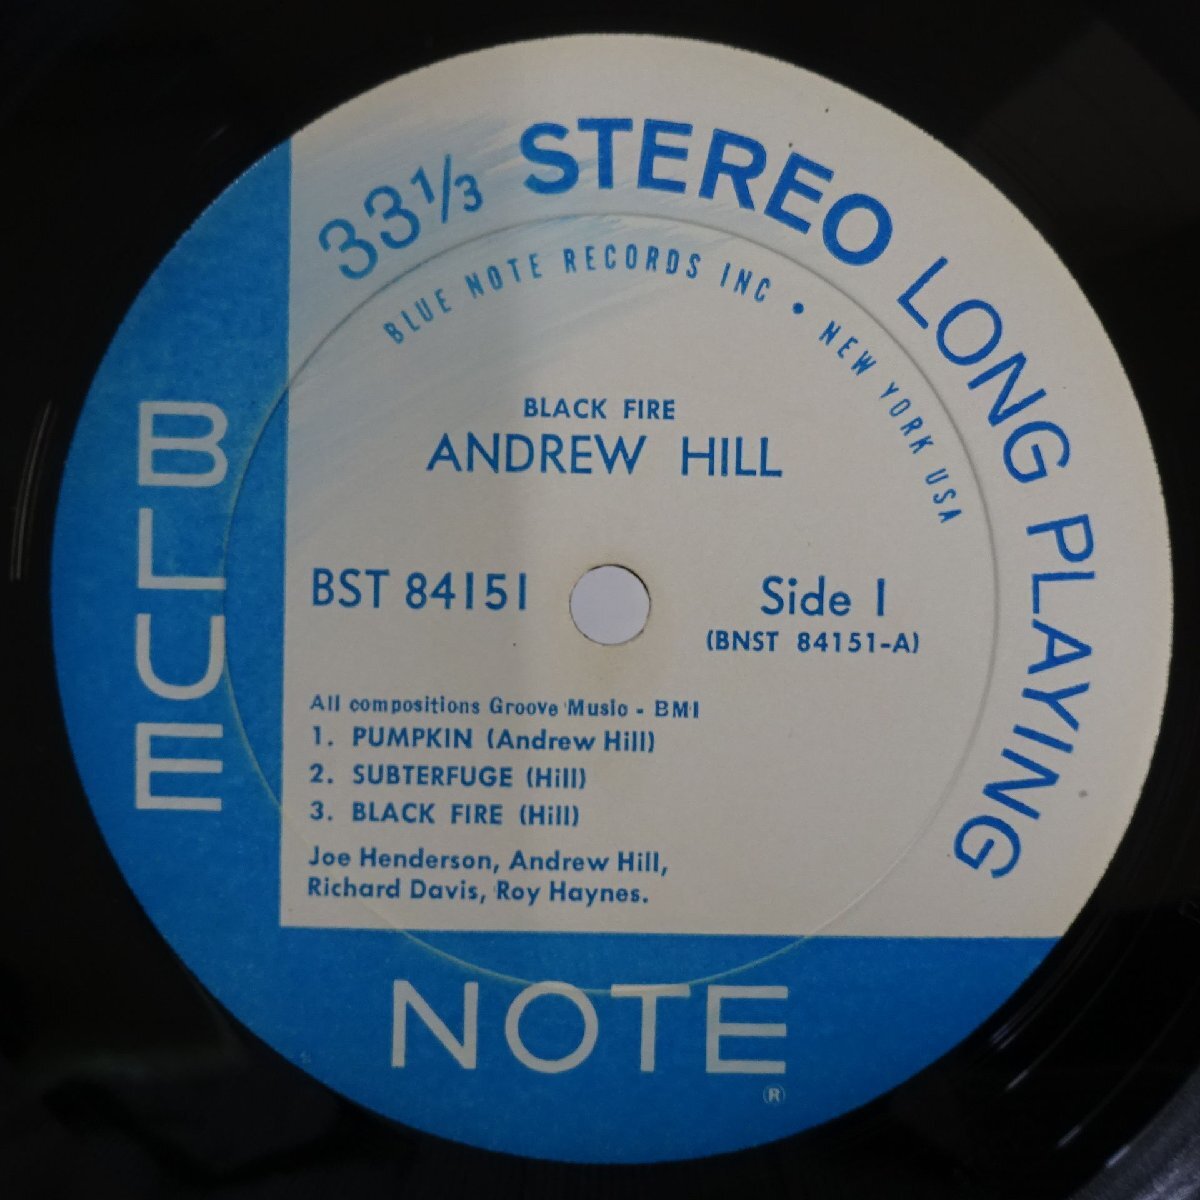 33⅓ STEREO LONG PLAYING
BLUE NOTE RECORDS INC • NEW YORK USA
BLACK FIRE
ANDREW HILL
BST 84151
Side 1
(BNST 84151-A)
All compositions Groove Music - BMI
1. PUMPKIN (Andrew Hill)
2. SUBTERFUGE (Hill)
3. BLACK FIRE (Hill)
Joe Henderson, Andrew Hill,
Richard Davis, Roy Haynes.
BLUE
NOTE
®